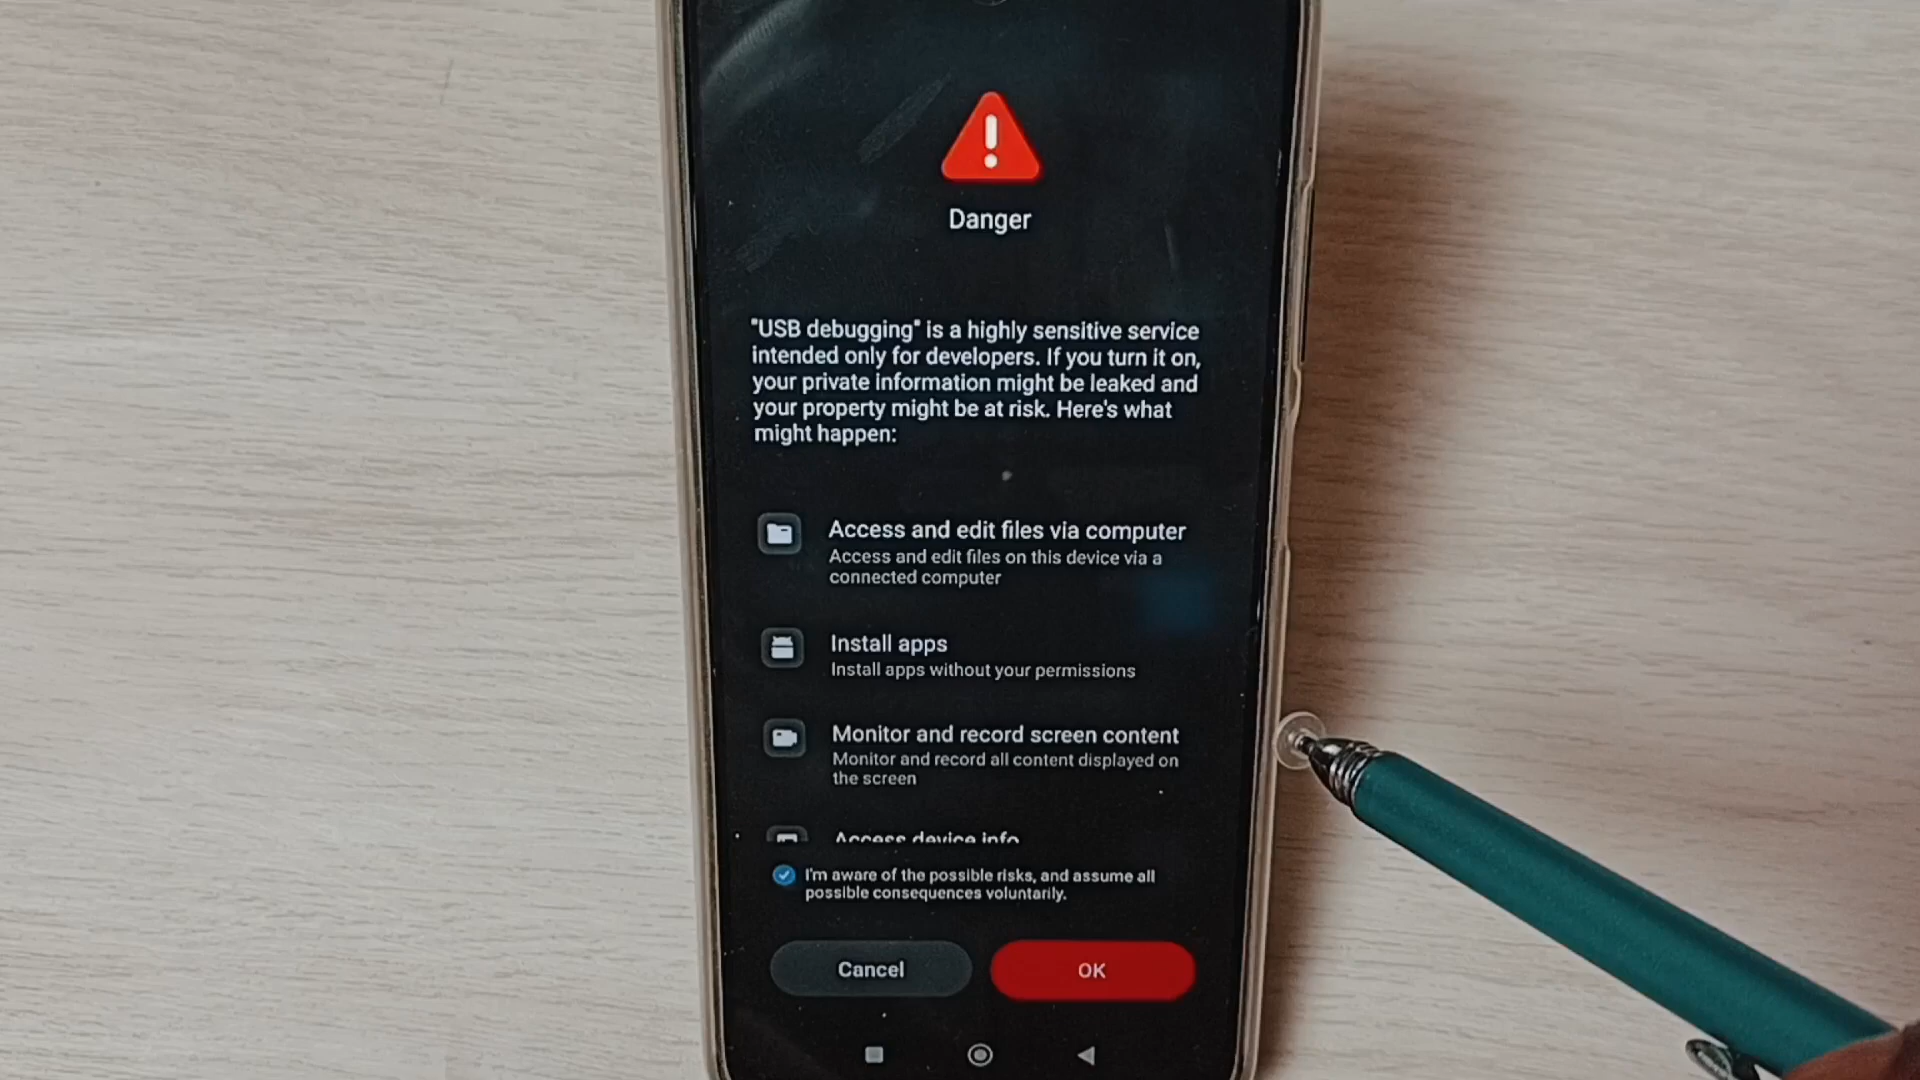 Danger
"USB debugging" is a highly sensitive service
intended only for developers. If you turn it on,
your private information might be leaked and
your property might be at risk. Here's what
might happen:
Access and edit files via computer
Access and edit files on this device via a
connected computer
Install apps
Install apps without your permissions
Monitor and record screen content
Monitor and record all content displayed on
the screen
Access device info
I'm aware of the possible risks, and assume all
possible consequences voluntarily.
Cancel
OK